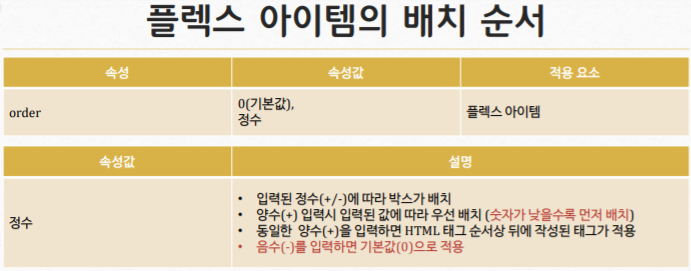 플렉스 아이템의 배치 순서
속성 속성값 적용 요소
order 0(기본값), 플렉스 아이템
정수
속성값 설명
정수
• 입력된 정수(+/-)에 따라 박스가 배치
• 양수(+) 입력시 입력된 값에 따라 우선 배치 (숫자가 낮을수록 먼저 배치)
• 동일한 양수(+)을 입력하면 HTML 태그 순서상 뒤에 작성된 태그가 적용
• 음수(-)를 입력하면 기본값(0)으로 적용